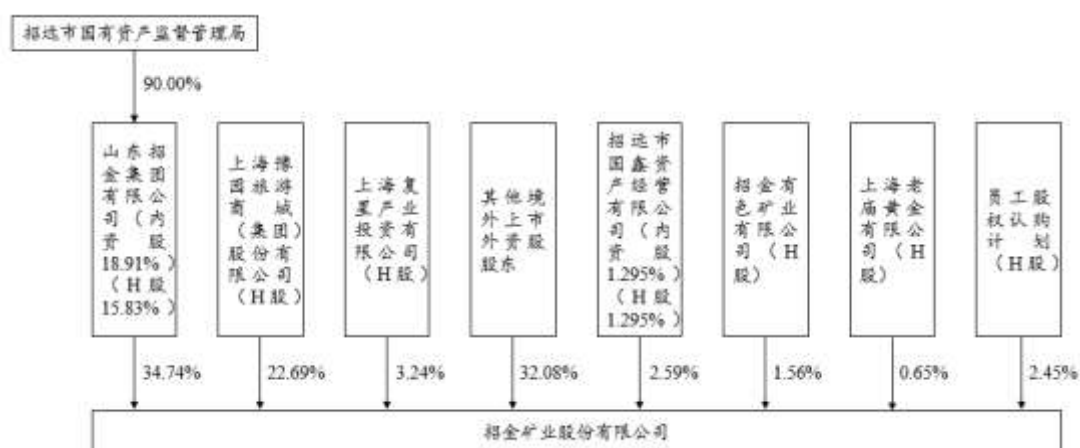 招远市国有资产监督管理局
90.00%
山东招
金集团
有限公
司（内
资股
18.91%）
（H股
15.83%）
上海豫
园旅游
商城
（集团）
股份有
限公司
（H股）
上海复
星产业
投资有
限公司
（H股）
其他境
外上市
外资股
股东
招远市
国鑫资
产经营
有限公
司（内
资股
1.295%）
（H股
1.295%）
招金有
色矿业
有限公
司（H
股）
上海老
庙黄金
有限公
司（H
股）
员工股
权认购
计划
（H股）
34.74%
22.69%
3.24%
32.08%
2.59%
1.56%
0.65%
2.45%
招金矿业股份有限公司